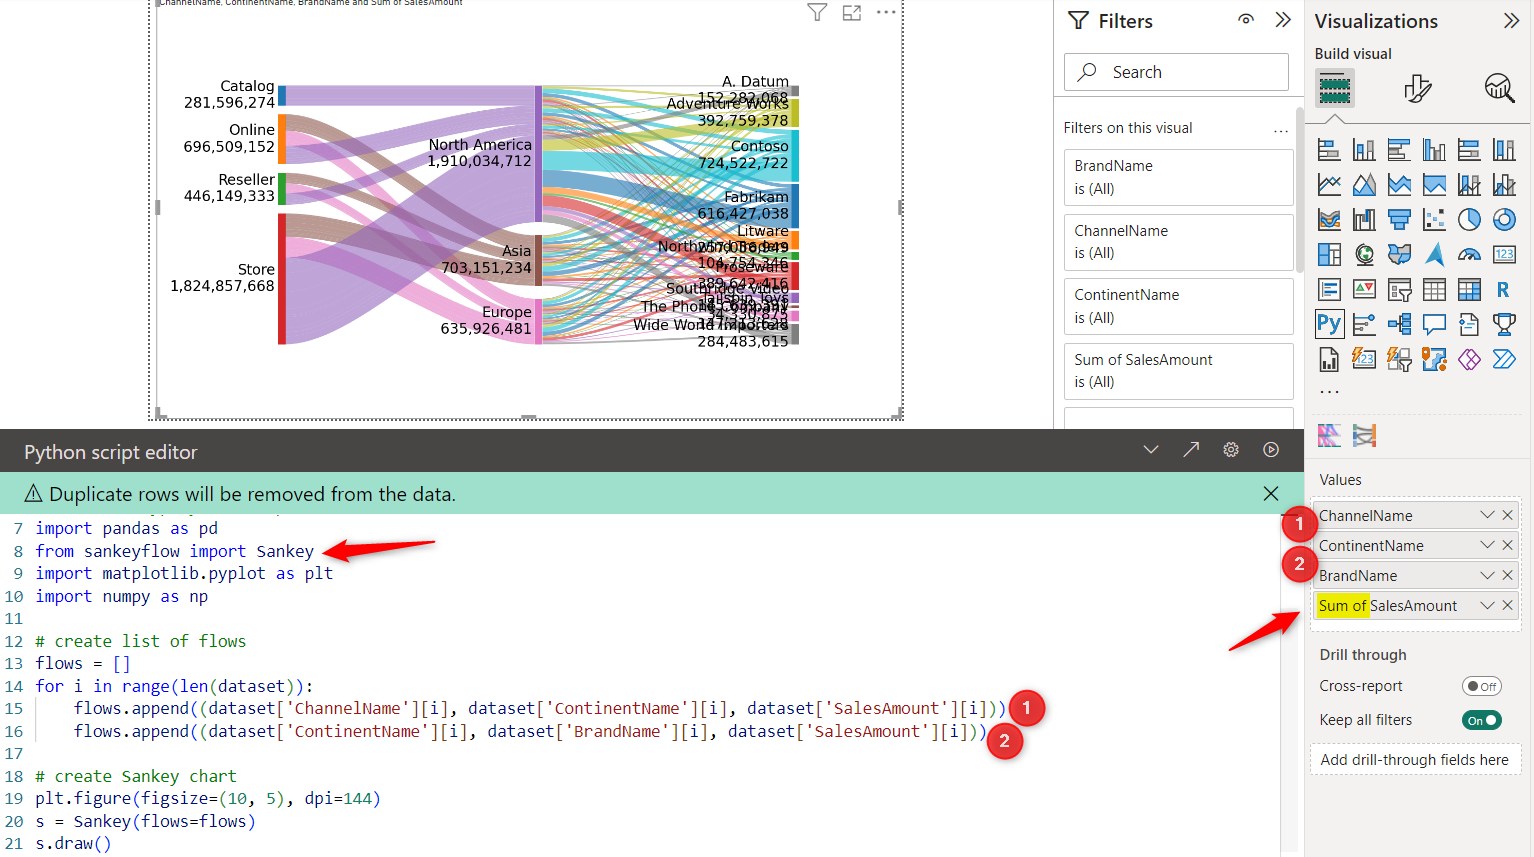 ChannelName, ContinentName, BrandName and Sum of SalesAmount
Catalog
281,596,274
Online
696,509,152
Reseller
446,149,333
Store
1,824,857,668
North America
1,910,034,712
Asia
703,151,234
Europe
635,926,481
A. Datum
152,282,068
Adventure Works
392,759,378
Contoso
724,522,722
Fabrikam
616,427,038
Litware
Northwind Traders
104,754,346
Proseware
389,642,416
Southridge Video
Tailspin Toys
The Phone Company
Wide World Importers
284,483,615
Filters
Search
Filters on this visual
...
BrandName
is (All)
ChannelName
is (All)
ContinentName
is (All)
Sum of SalesAmount
is (All)
Visualizations
Build visual
123
R
Py
123
...
Values
1
ChannelName
ContinentName
2
BrandName
Sum of SalesAmount
Drill through
Cross-report
Off
Keep all filters
On
Add drill-through fields here
Python script editor
Duplicate rows will be removed from the data.
7 import pandas as pd
8 from sankeyflow import Sankey
9 import matplotlib.pyplot as plt
10 import numpy as np
11
12 # create list of flows
13 flows = []
14 for i in range(len(dataset)):
15 flows.append((dataset['ChannelName'][i], dataset['ContinentName'][i], dataset['SalesAmount'][i])) 1
16 flows.append((dataset['ContinentName'][i], dataset['BrandName'][i], dataset['SalesAmount'][i])) 2
17
18 # create Sankey chart
19 plt.figure(figsize=(10, 5), dpi=144)
20 s = Sankey(flows=flows)
21 s.draw()